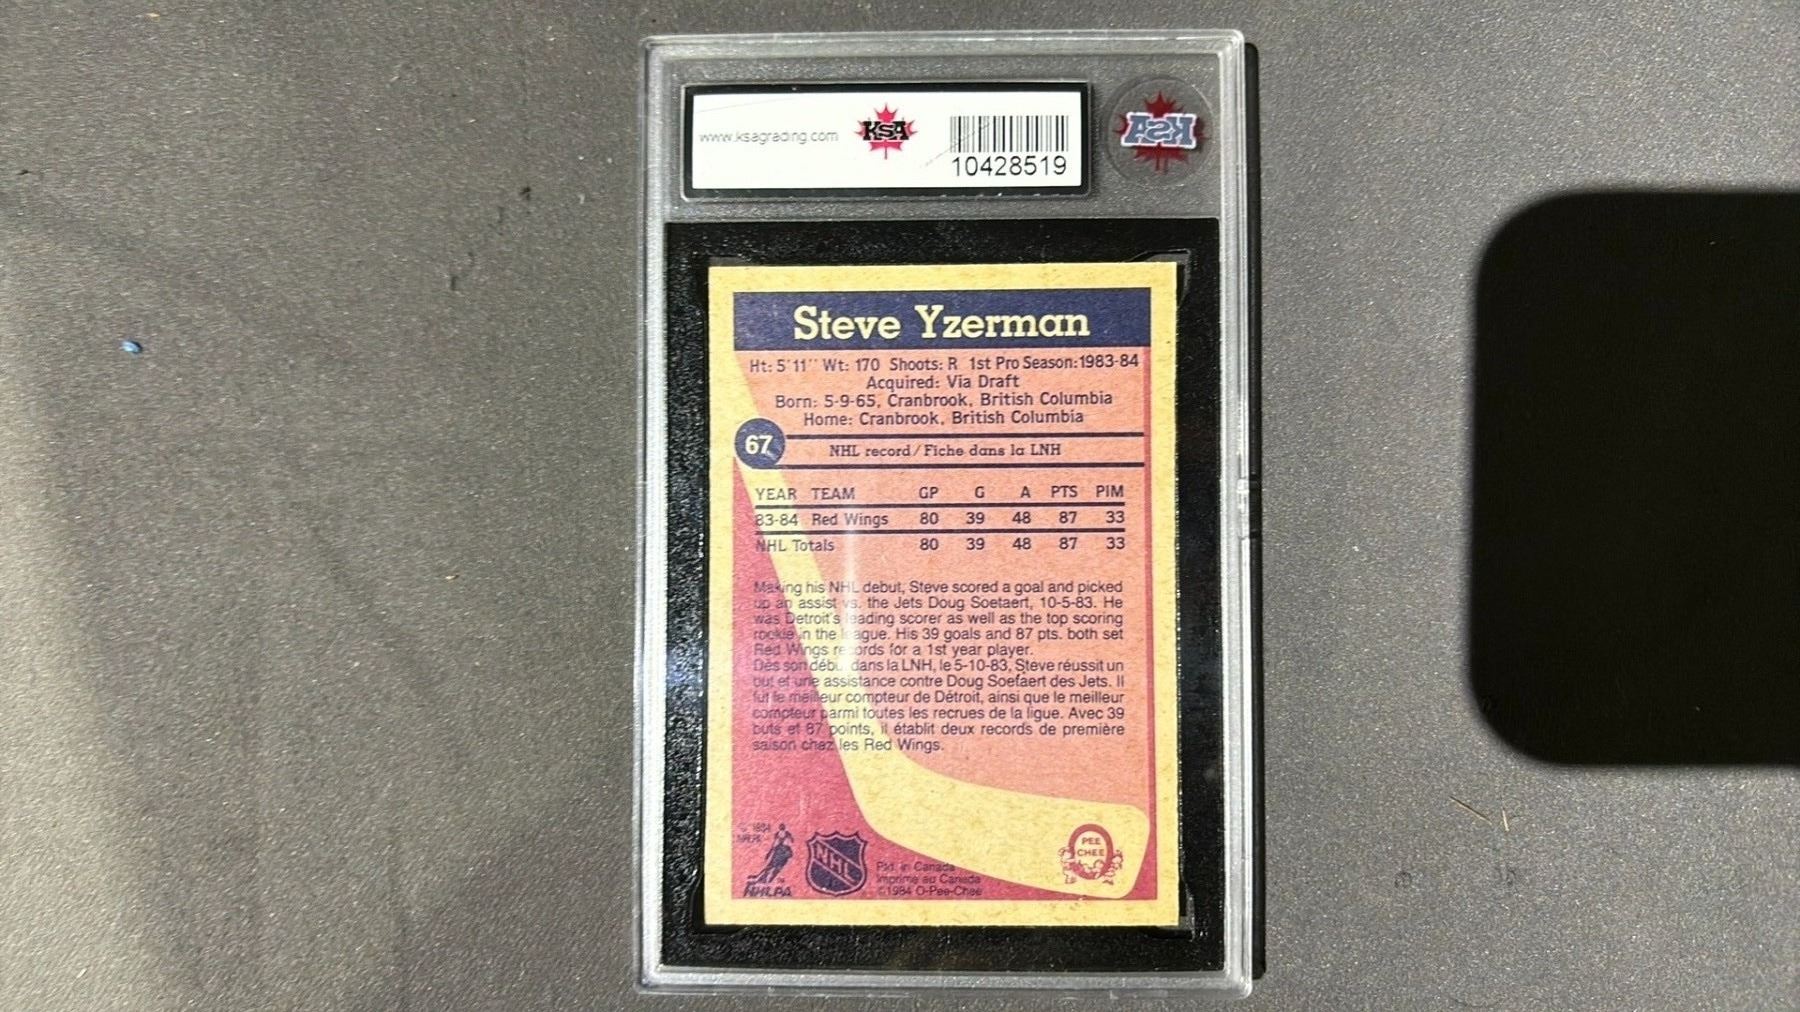 www.ksagrading.com
KSA
10428519
KSA
Steve Yzerman
Ht: 5'11" Wt: 170 Shoots: R 1st Pro Season: 1983-84
Acquired: Via Draft
Born: 5-9-65, Cranbrook, British Columbia
Home: Cranbrook, British Columbia
67
NHL record/Fiche dans la LNH
YEAR TEAM GP G A PTS PIM
83-84 Red Wings 80 39 48 87 33
NHL Totals 80 39 48 87 33
Making his NHL debut, Steve scored a goal and picked
up an assist vs. the Jets Doug Soetaert, 10-5-83. He
was Detroit's leading scorer as well as the top scoring
rookie in the league. His 39 goals and 87 pts. both set
Red Wings records for a 1st year player.
Dès son début dans la LNH, le 5-10-83, Steve réussit un
but et une assistance contre Doug Soetaert des Jets. Il
fut le meilleur compteur de Détroit, ainsi que le meilleur
compteur parmi toutes les recrues de la ligue. Avec 39
buts et 87 points, il établit deux records de première
saison chez les Red Wings.
© 1984
NHLPA
NHLPA
NHL
Ptd. in Canada
Imprimé au Canada
©1984 O-Pee-Chee
PEE
CHEE